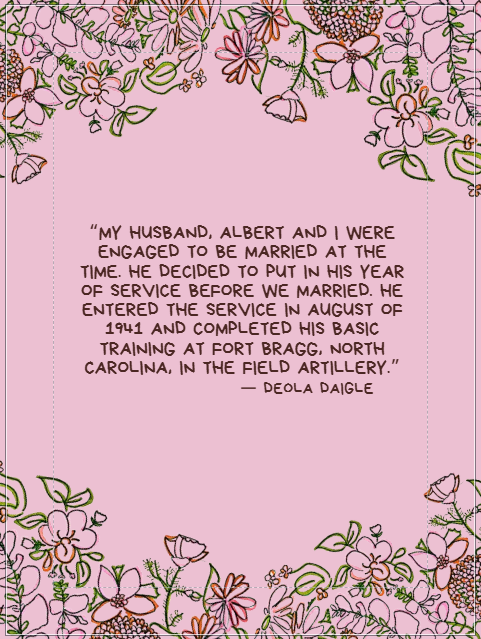 "MY HUSBAND, ALBERT AND I WERE
ENGAGED TO BE MARRIED AT THE
TIME. HE DECIDED TO PUT IN HIS YEAR
OF SERVICE BEFORE WE MARRIED. HE
ENTERED THE SERVICE IN AUGUST OF
1941 AND COMPLETED HIS BASIC
TRAINING AT FORT BRAGG, NORTH
CAROLINA, IN THE FIELD ARTILLERY."
— DEOLA DAIGLE